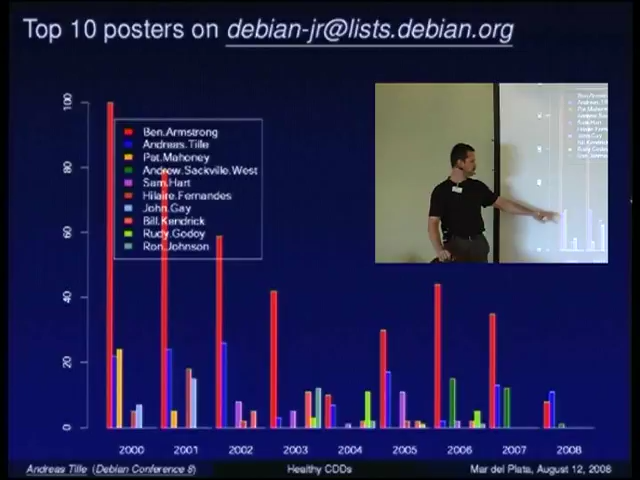 Top 10 posters on debian-jr@lists.debian.org
100
80
60
40
20
0
Ben.Armstrong
Andreas.Tille
Pat.Mahoney
Andrew.Sackville.West
Sam.Hart
Hilaire.Fernandes
John.Gay
Bill.Kendrick
Rudy.Godoy
Ron.Johnson
2000 2001 2002 2003 2004 2005 2006 2007 2008
Andreas Tille (Debian Conference 8) Healthy CDDs Mar del Plata, August 12, 2008